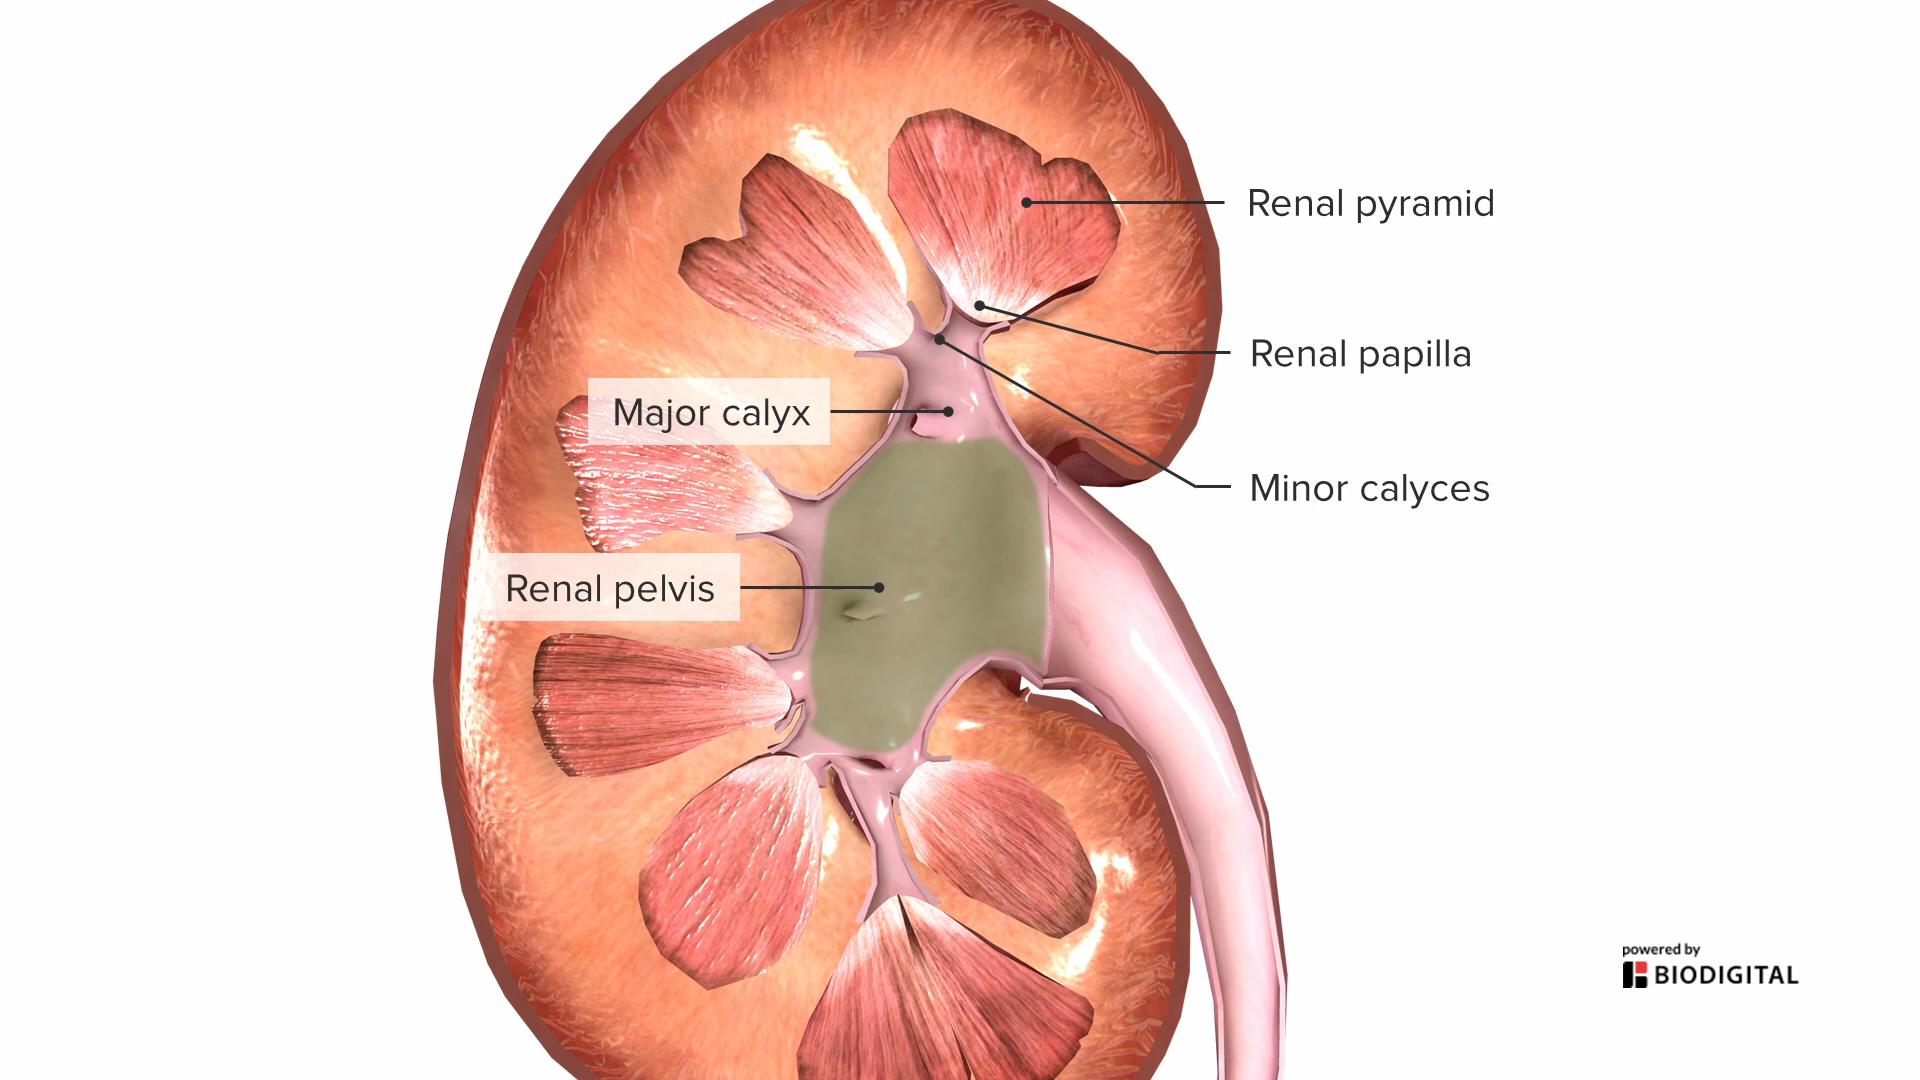 Renal pyramid
Renal papilla
Major calyx
Minor calyces
Renal pelvis
powered by
BIODIGITAL